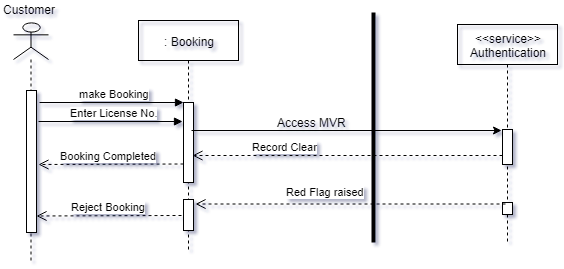 Customer
: Booking
<<service>>
Authentication
make Booking
Enter License No.
Access MVR
Record Clear
Booking Completed
Red Flag raised
Reject Booking